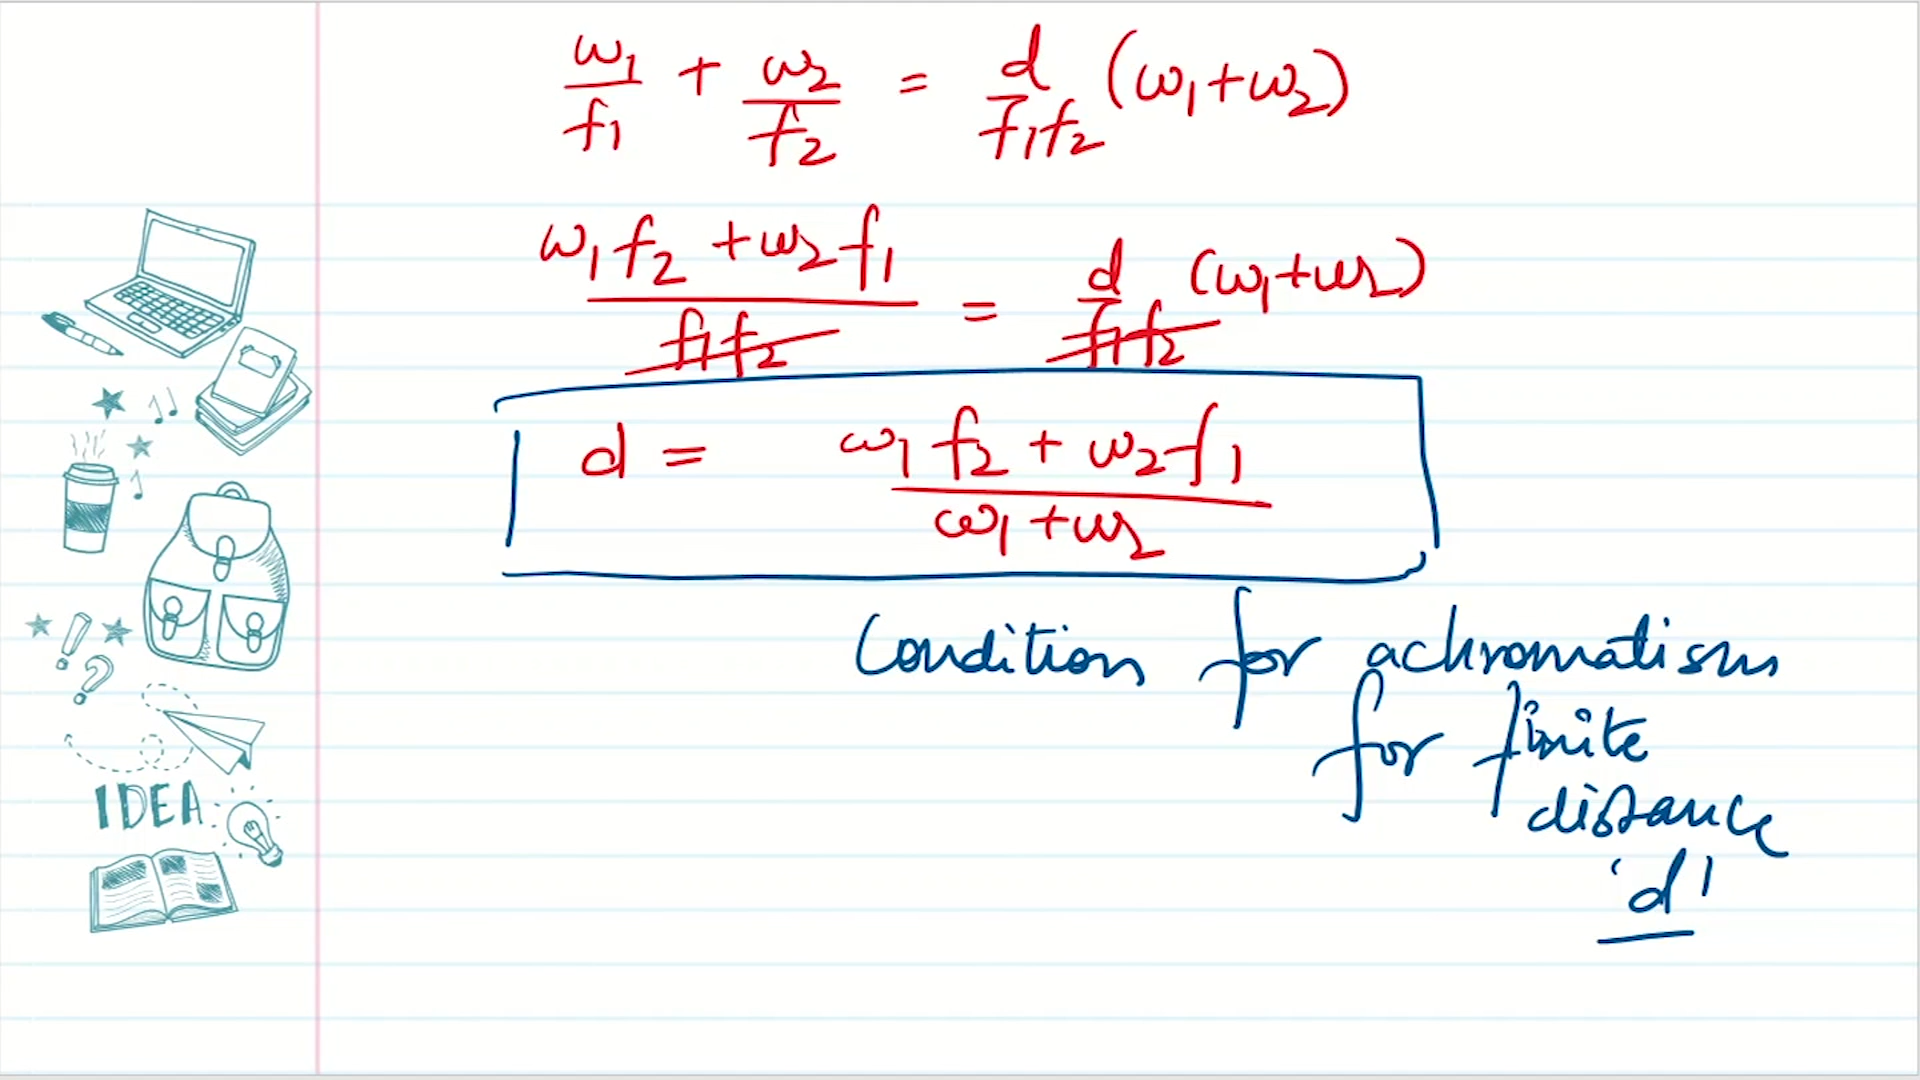 ω₁/f₁ + ω₂/f₂ = d/f₁f₂ (ω₁+ω₂)
ω₁f₂ + ω₂f₁/f₁f₂ = d/f₁f₂ (ω₁+ω₂)
d = ω₁f₂ + ω₂f₁/ω₁+ω₂
Condition for achromatism
for finite
distance
'd'
IDEA